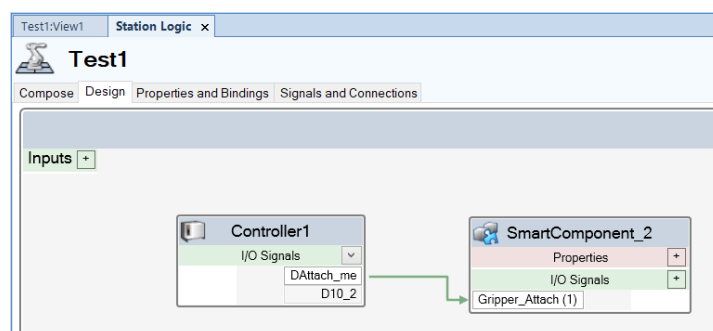 Test1:View1 Station Logic x
Test1
Compose Design Properties and Bindings Signals and Connections
Inputs +
Controller1
I/O Signals
DAttach_me
D10_2
SmartComponent_2
Properties +
I/O Signals +
Gripper_Attach (1)